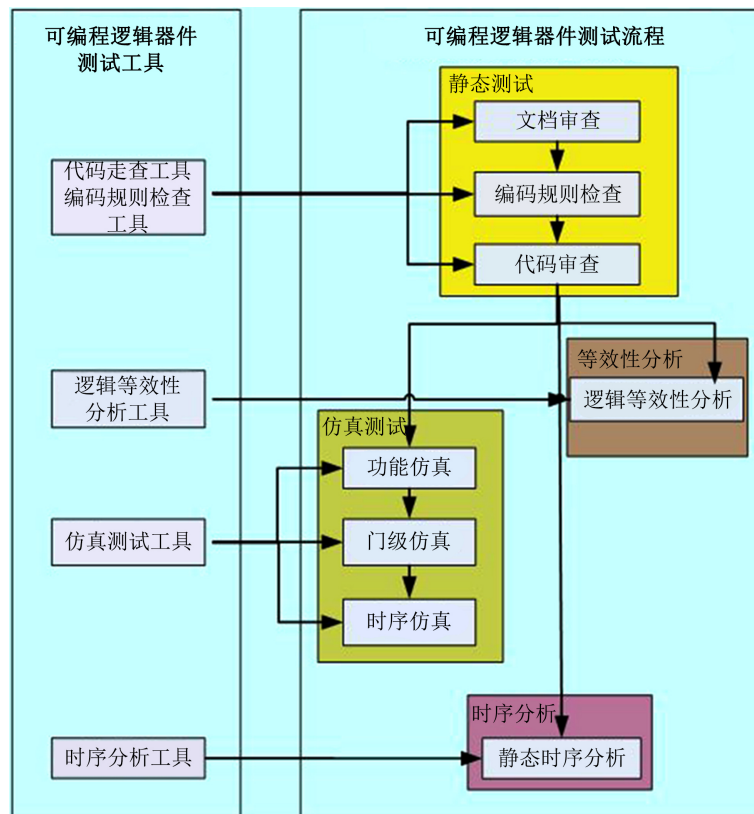 可编程逻辑器件
测试工具
代码走查工具
编码规则检查
工具
逻辑等效性
分析工具
仿真测试工具
时序分析工具
可编程逻辑器件测试流程
静态测试
文档审查
编码规则检查
代码审查
等效性分析
逻辑等效性分析
仿真测试
功能仿真
门级仿真
时序仿真
时序分析
静态时序分析